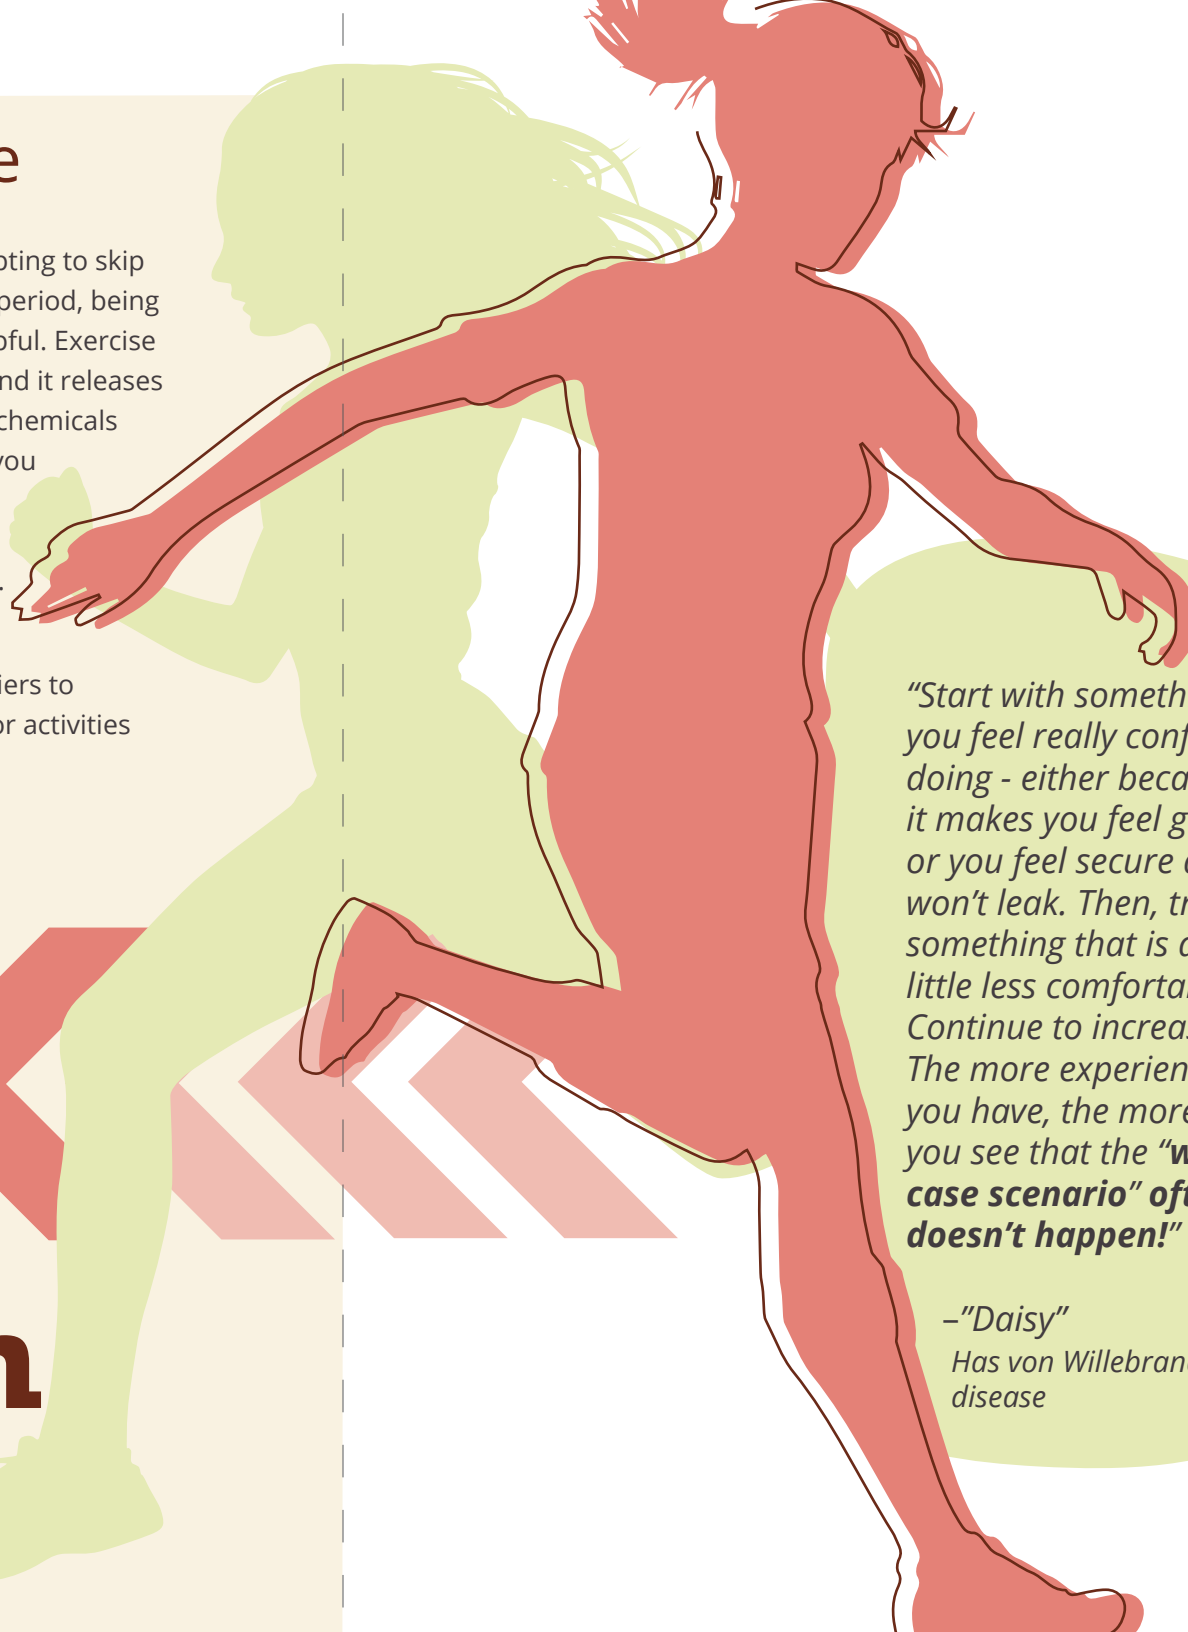 e
pting to skip
period, being
pful. Exercise
nd it releases
chemicals
you
iers to
or activities
n
“Start with someth
you feel really conf
doing - either beca
it makes you feel g
or you feel secure
won’t leak. Then, tr
something that is
little less comforta
Continue to increas
The more experien
you have, the more
you see that the “w
case scenario” oft
doesn’t happen!”
–”Daisy”
Has von Willebran
disease